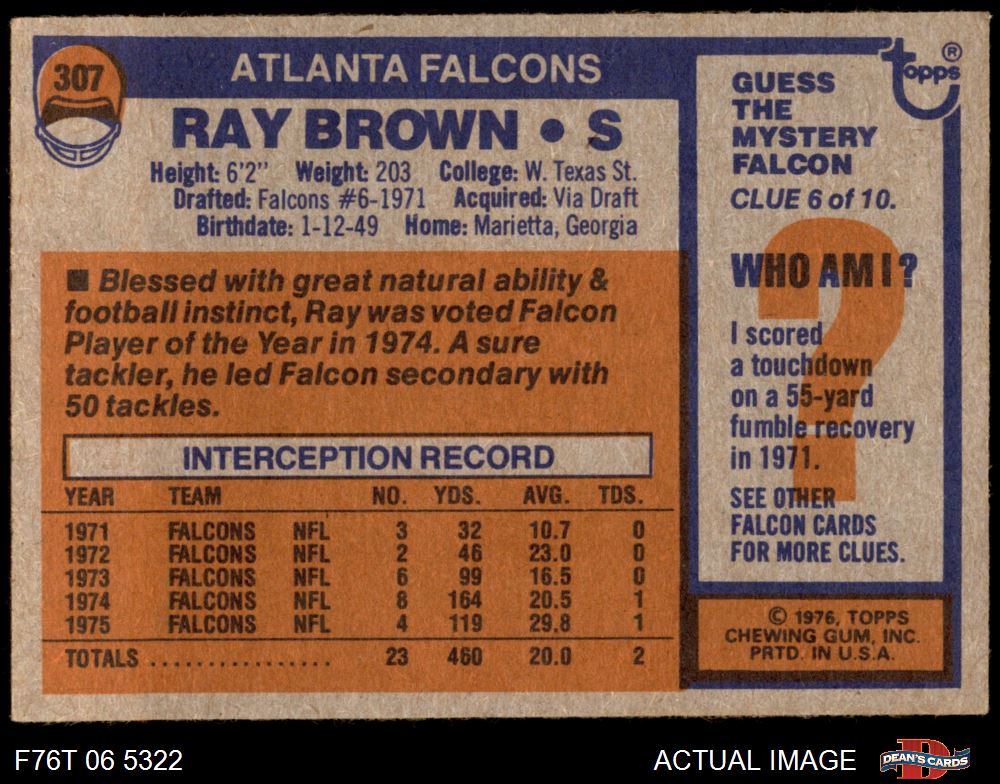 307
ATLANTA FALCONS
RAY BROWN • S
Height: 6'2" Weight: 203 College: W. Texas St.
Drafted: Falcons #6-1971 Acquired: Via Draft
Birthdate: 1-12-49 Home: Marietta, Georgia
■ Blessed with great natural ability &
football instinct, Ray was voted Falcon
Player of the Year in 1974. A sure
tackler, he led Falcon secondary with
50 tackles.
INTERCEPTION RECORD
YEAR TEAM NO. YDS. AVG. TDS.
1971 FALCONS NFL 3 32 10.7 0
1972 FALCONS NFL 2 46 23.0 0
1973 FALCONS NFL 6 99 16.5 0
1974 FALCONS NFL 8 164 20.5 1
1975 FALCONS NFL 4 119 29.8 1
TOTALS ................. 23 460 20.0 2
topps®
GUESS
THE
MYSTERY
FALCON
CLUE 6 of 10.
WHO AM I?
I scored
a touchdown
on a 55-yard
fumble recovery
in 1971.
SEE OTHER
FALCON CARDS
FOR MORE CLUES.
© 1976, TOPPS
CHEWING GUM, INC.
PRTD. IN U.S.A.
F76T 06 5322
ACTUAL IMAGE
D
DEAN'S CARDS